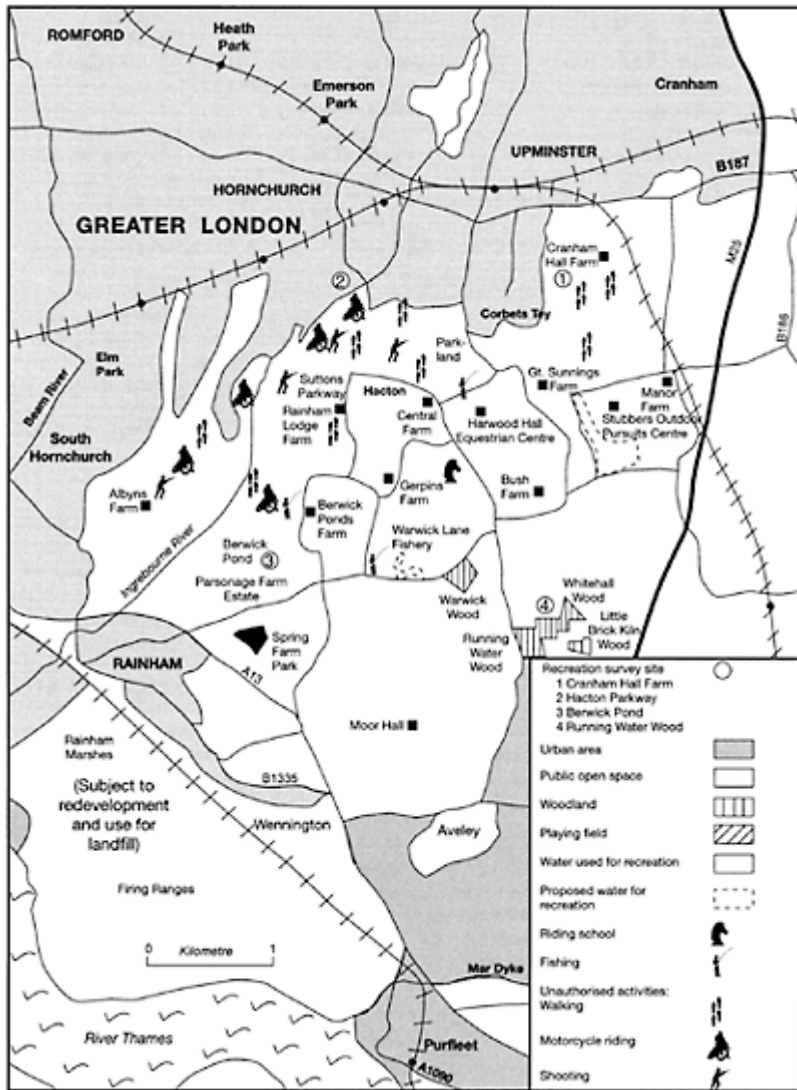 ROMFORD
Heath
Park
Emerson
Park
Cranham
UPMINSTER
B187
HORNCHURCH
GREATER LONDON
Cranham
Hall Farm
1
M25
2
B186
Corbets Tey
Elm
Park
Park-
land
Beam River
Suttons
Parkway
Hacton
Gt. Sunnings
Farm
Manor
Farm
Rainham
Lodge
Farm
Central
Farm
Harwood Hall
Equestrian Centre
Stubbers Outdoor
Pursuits Centre
South
Hornchurch
Albyns
Farm
Gerpins
Farm
Bush
Farm
Berwick
Ponds
Farm
Ingrebourne River
Warwick Lane
Fishery
Berwick
Pond
3
Parsonage Farm
Estate
Warwick
Wood
4
Whitehall
Wood
Little
Brick Kiln
Wood
Running
Water
Wood
Spring
Farm
Park
RAINHAM
A13
Moor Hall
Rainham
Marshes
(Subject to
redevelopment
and use for
landfill)
B1335
Wennington
Aveley
Firing Ranges
0 Kilometre 1
Mar Dyke
River Thames
Purfleet
A1090
Recreation survey site
1 Cranham Hall Farm
2 Hacton Parkway
3 Berwick Pond
4 Running Water Wood
Urban area
Public open space
Woodland
Playing field
Water used for recreation
Proposed water for
recreation
Riding school
Fishing
Unauthorised activities:
Walking
Motorcycle riding
Shooting